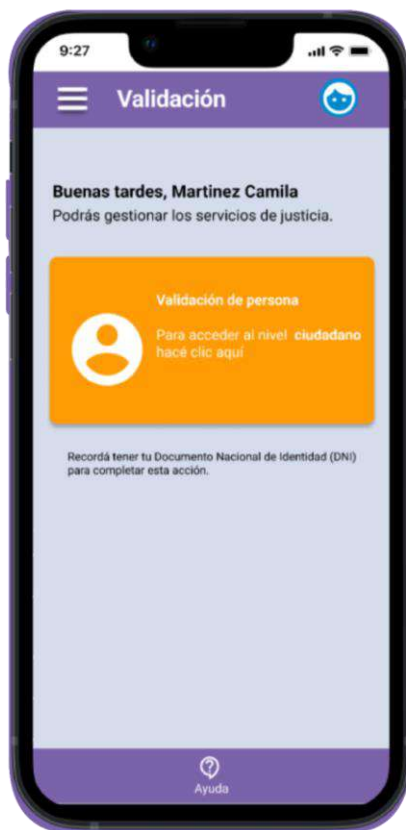 9:27
Validación
Buenas tardes, Martinez Camila
Podrás gestionar los servicios de justicia.
Validación de persona
Para acceder al nivel ciudadano
hacé clic aquí
Recordá tener tu Documento Nacional de Identidad (DNI)
para completar esta acción.
Ayuda